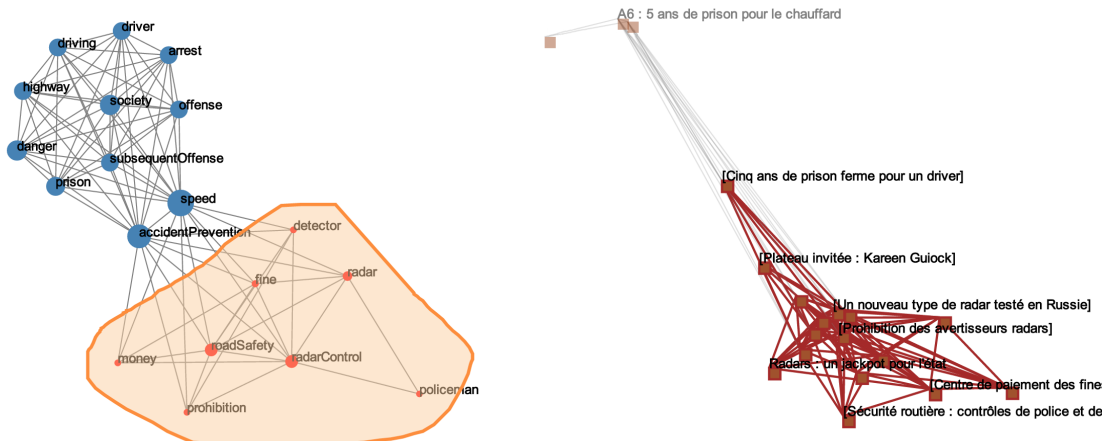 driver
driving
arrest
highway
society
offense
danger
subsequentOffense
prison
speed
accidentPrevention
detector
fine
radar
money
roadSafety
radarControl
policeman
prohibition
A6 : 5 ans de prison pour le chauffard
[Cinq ans de prison ferme pour un driver]
[Plateau invitée : Kareen Guiock]
[Un nouveau type de radar testé en Russie]
[Prohibition des avertisseurs radars]
Radars : un jackpot pour l'état
[Centre de paiement des fines
[Sécurité routière : contrôles de police et de